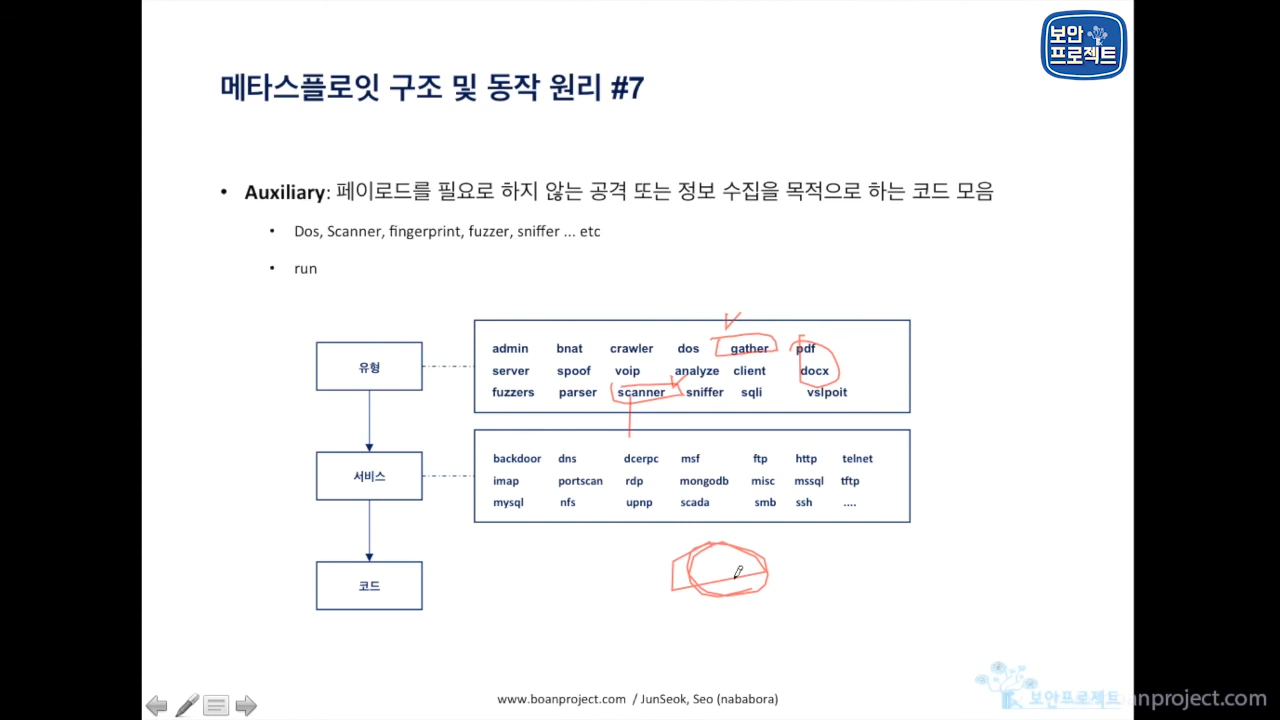 보안
프로젝트
메타스플로잇 구조 및 동작 원리 #7
• Auxiliary: 페이로드를 필요로 하지 않는 공격 또는 정보 수집을 목적으로 하는 코드 모음
• Dos, Scanner, fingerprint, fuzzer, sniffer ... etc
• run
유형
admin bnat crawler dos gather pdf
server spoof voip analyze client docx
fuzzers parser scanner sniffer sqli vslpoit
서비스
backdoor dns dcerpc msf ftp http telnet
imap portscan rdp mongodb misc mssql tftp
mysql nfs upnp scada smb ssh ....
코드
www.boanproject.com / JunSeok, Seo (nababora)
보안프로젝트
boanproject.com